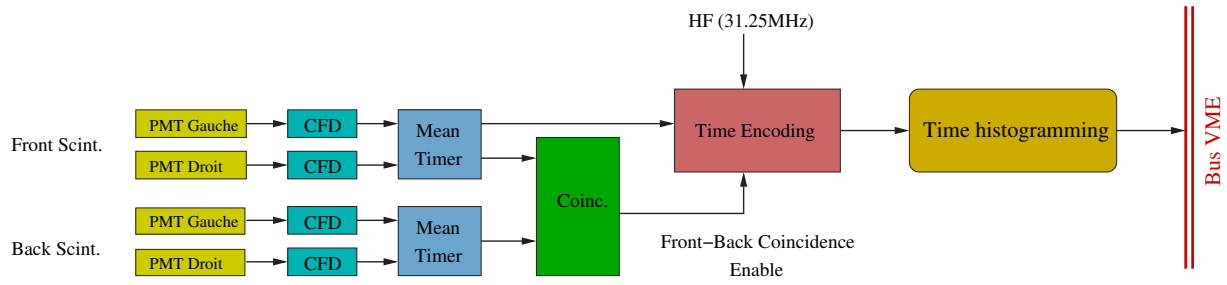 HF (31.25MHz)
Front Scint.
PMT Gauche
CFD
PMT Droit
CFD
Mean
Timer
Time Encoding
Time histogramming
Bus VME
Coinc.
Back Scint.
PMT Gauche
CFD
PMT Droit
CFD
Mean
Timer
Front−Back Coincidence
Enable